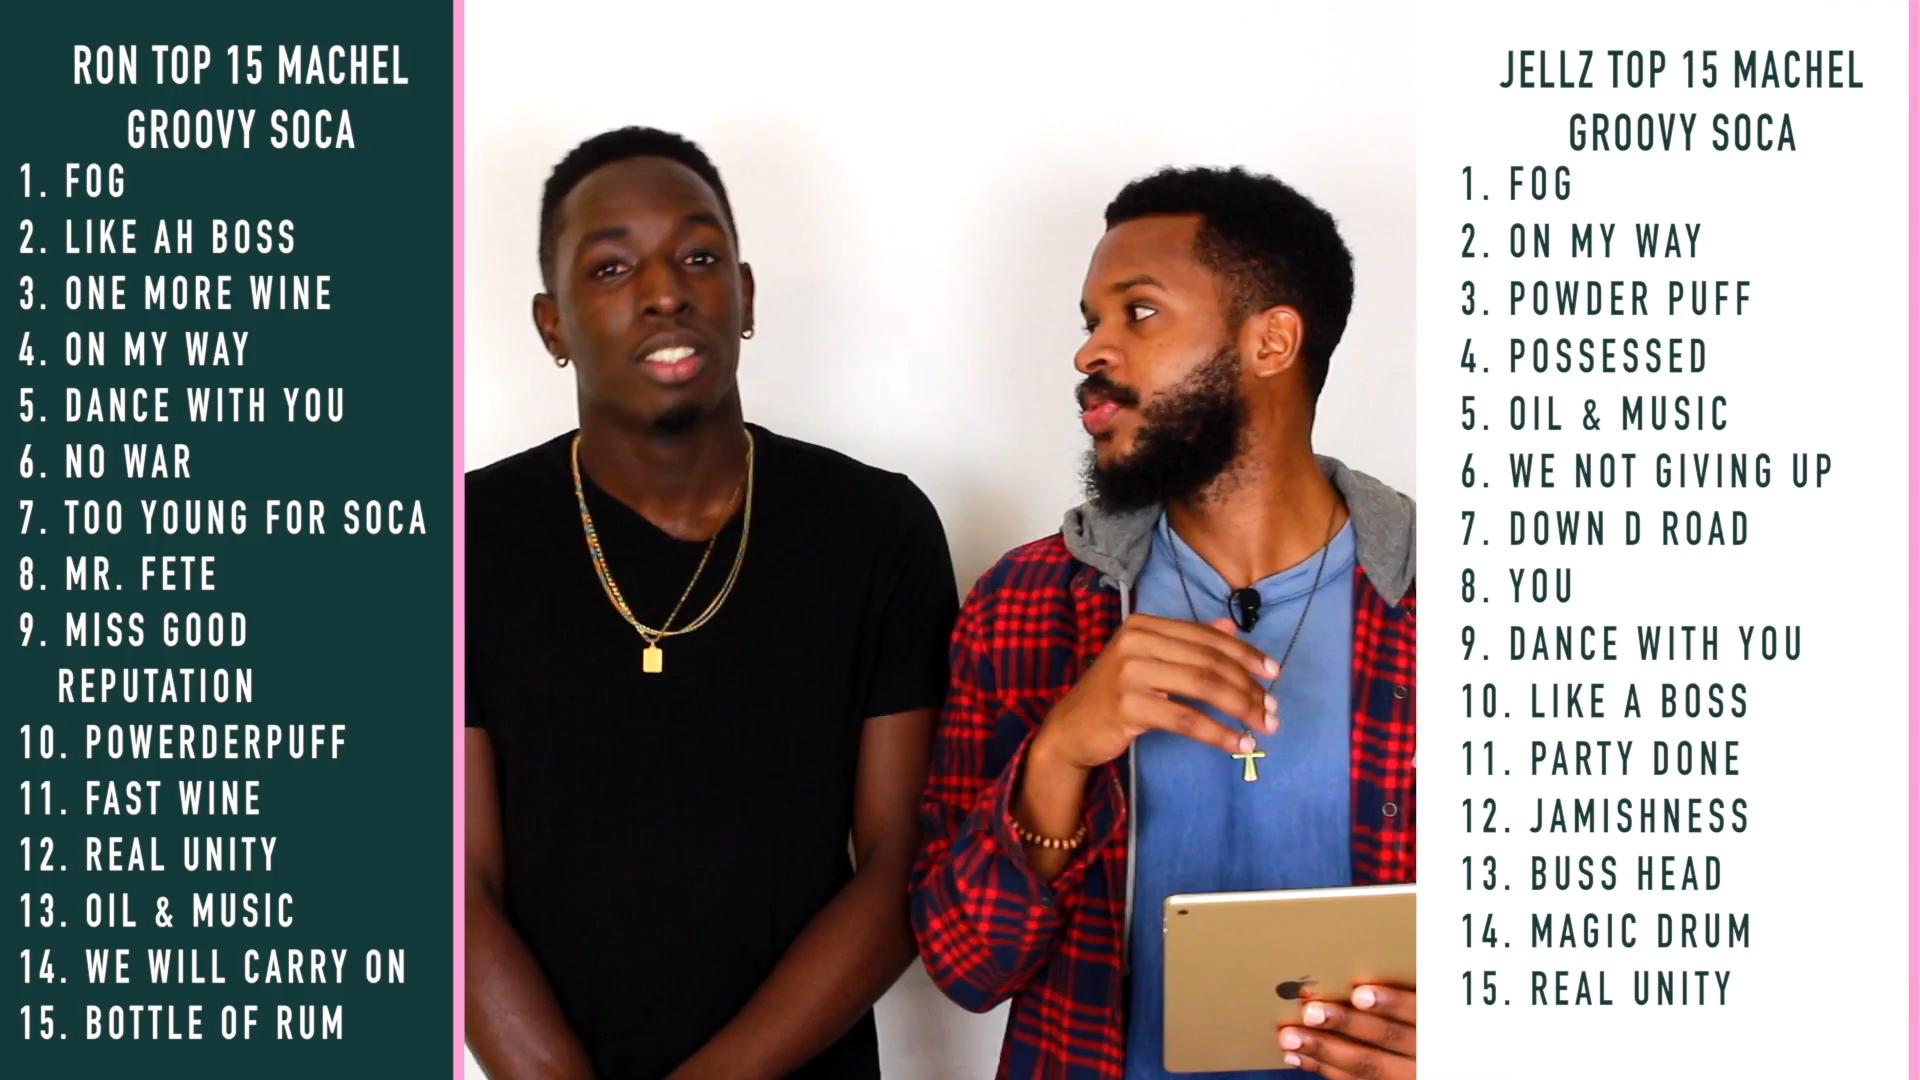 RON TOP 15 MACHEL
GROOVY SOCA
1. FOG
2. LIKE AH BOSS
3. ONE MORE WINE
4. ON MY WAY
5. DANCE WITH YOU
6. NO WAR
7. TOO YOUNG FOR SOCA
8. MR. FETE
9. MISS GOOD
REPUTATION
10. POWERDERPUFF
11. FAST WINE
12. REAL UNITY
13. OIL & MUSIC
14. WE WILL CARRY ON
15. BOTTLE OF RUM
JELLZ TOP 15 MACHEL
GROOVY SOCA
1. FOG
2. ON MY WAY
3. POWDER PUFF
4. POSSESSED
5. OIL & MUSIC
6. WE NOT GIVING UP
7. DOWN D ROAD
8. YOU
9. DANCE WITH YOU
10. LIKE A BOSS
11. PARTY DONE
12. JAMISHNESS
13. BUSS HEAD
14. MAGIC DRUM
15. REAL UNITY